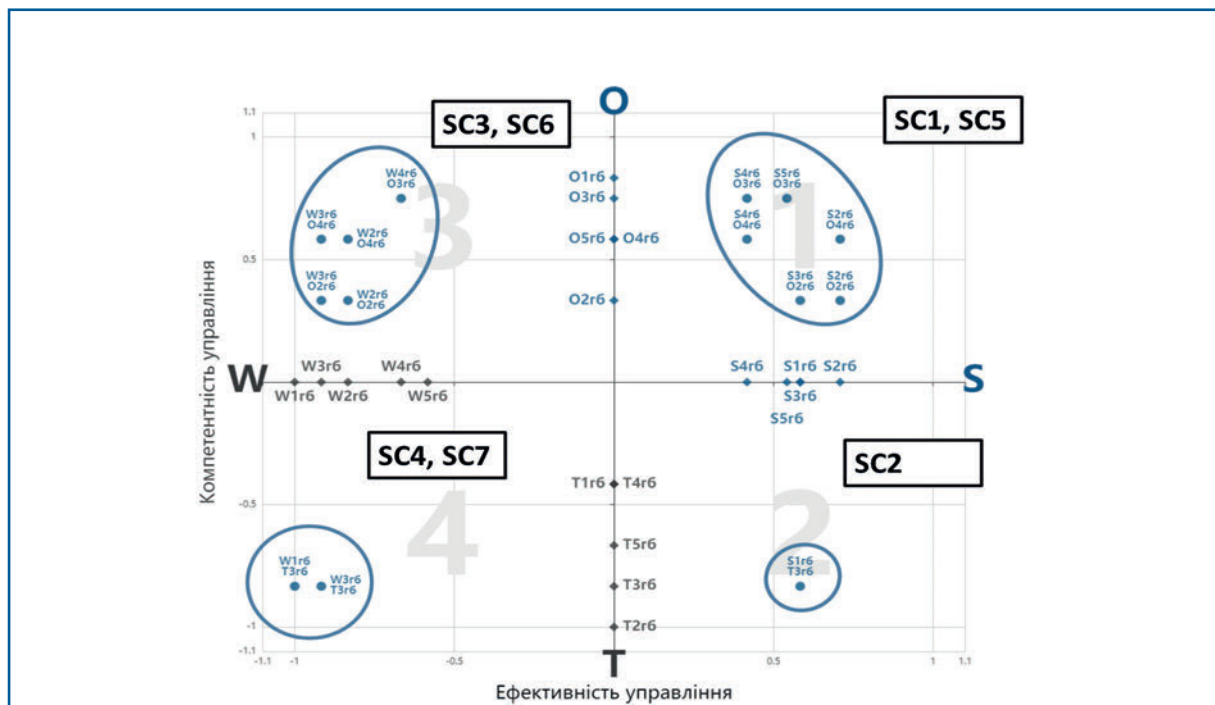 O
SC3, SC6
SC1, SC5
1.1
1
3
1
W4r6
O3r6
S4r6
O3r6
S5r6
O3r6
O1r6
O3r6
W3r6
O4r6
W2r6
O4r6
O5r6
O4r6
S4r6
O4r6
S2r6
O4r6
0.5
W3r6
O2r6
W2r6
O2r6
O2r6
S3r6
O2r6
S2r6
O2r6
Компетентність управління
W
W3r6
W4r6
W1r6
W2r6
W5r6
S4r6
S1r6
S2r6
S3r6
S5r6
S
SC4, SC7
SC2
T1r6
T4r6
-0.5
4
2
T5r6
W1r6
T3r6
W3r6
T3r6
T3r6
S1r6
T3r6
-1
T2r6
-1.1
-1.1
-1
-0.5
T
0.5
1
1.1
Ефективність управління